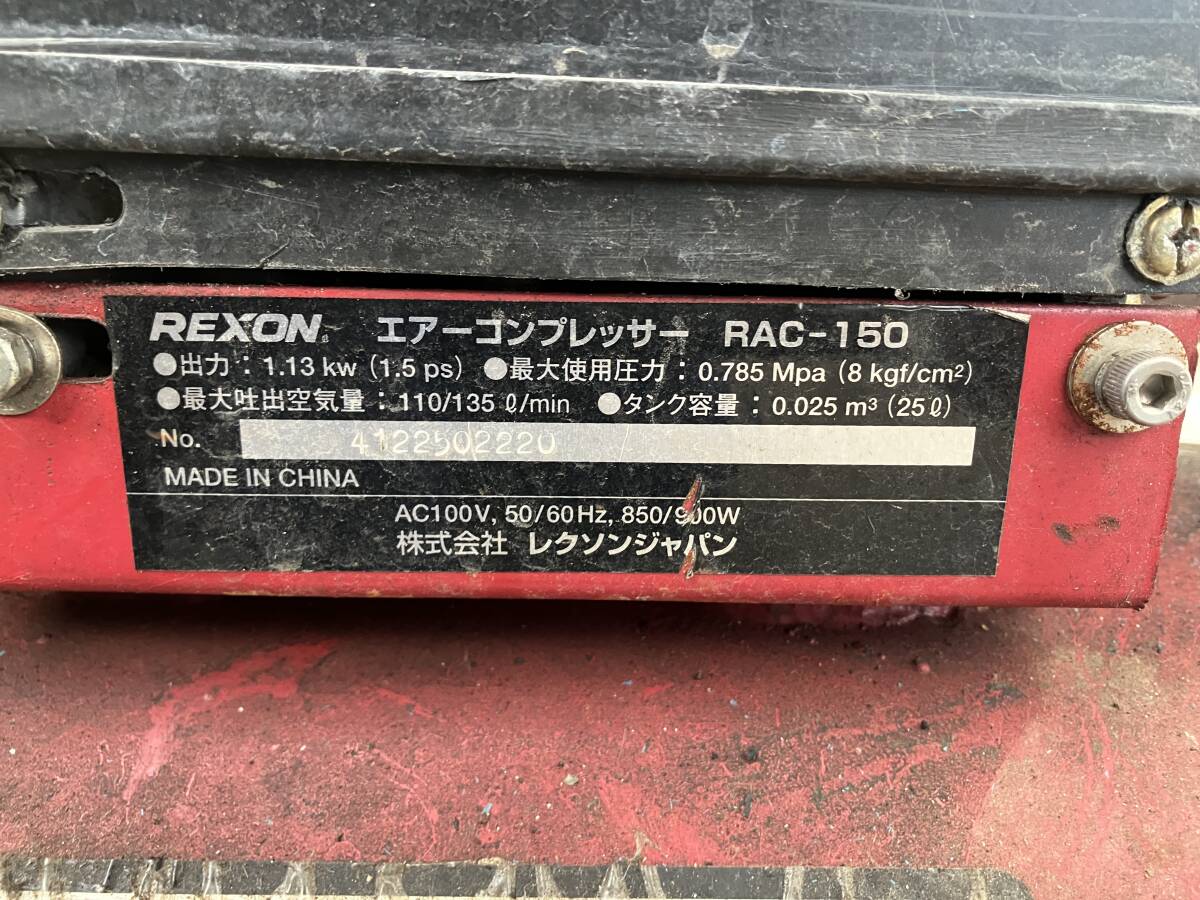 REXON エアーコンプレッサー RAC-150
●出力：1.13 kw (1.5 ps) ●最大使用圧力：0.785 Mpa (8 kgf/cm²)
●最大吐出空気量：110/135 ℓ/min ●タンク容量：0.025 m³ (25ℓ)
No. 4122502220
MADE IN CHINA
AC100V, 50/60Hz, 850/900W
株式会社 レクソンジャパン